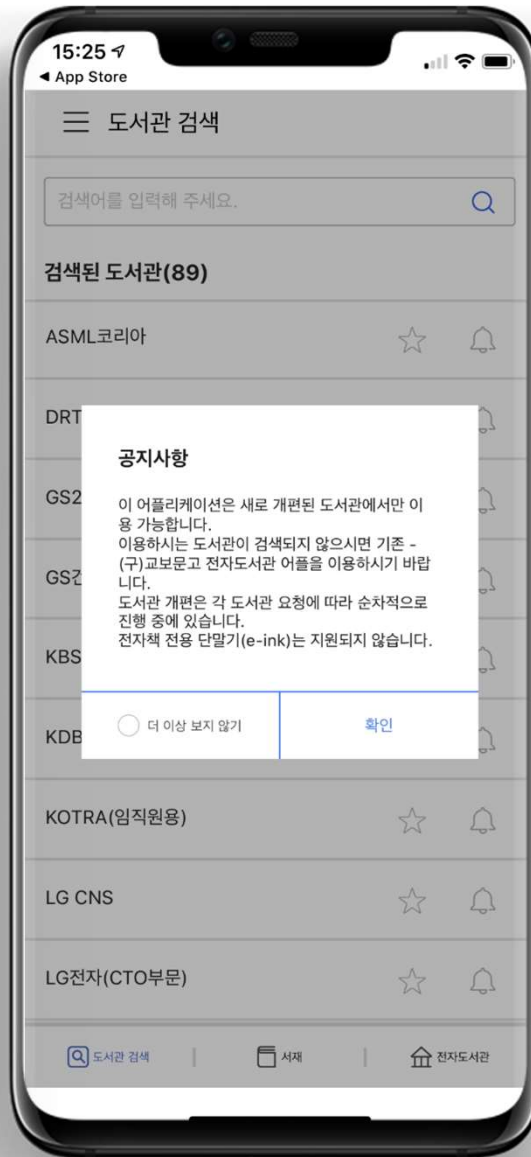 15:25
◀ App Store
도서관 검색
검색어를 입력해 주세요.
검색된 도서관(89)
ASML코리아
DRT
GS2
KBS
KDB
공지사항
이 어플리케이션은 새로 개편된 도서관에서만 이
용 가능합니다.
이용하시는 도서관이 검색되지 않으시면 기존 -
(구)교보문고 전자도서관 어플을 이용하시기 바랍
니다.
도서관 개편은 각 도서관 요청에 따라 순차적으로
진행 중에 있습니다.
전자책 전용 단말기(e-ink)는 지원되지 않습니다.
더 이상 보지 않기
확인
KOTRA(임직원용)
LG CNS
LG전자(CTO부문)
도서관 검색
서재
전자도서관